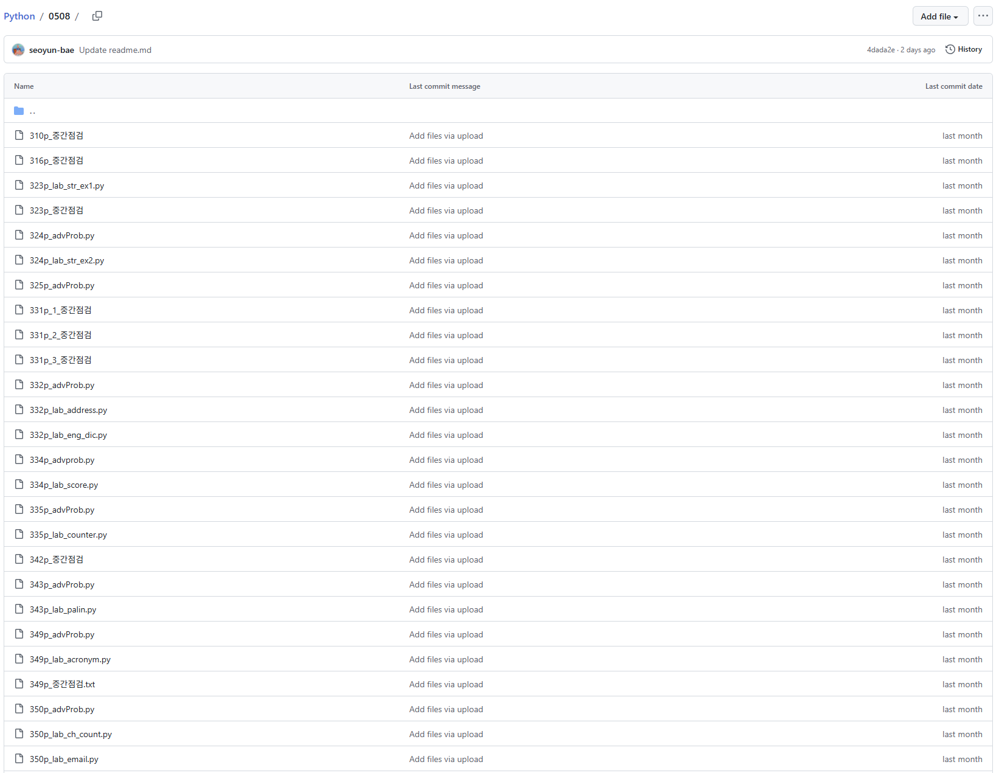 Python / 0508 /
Add file
seoyun-bae Update readme.md
4dada2e · 2 days ago History
Name Last commit message Last commit date
..
310p_중간점검 Add files via upload last month
316p_중간점검 Add files via upload last month
323p_lab_str_ex1.py Add files via upload last month
323p_중간점검 Add files via upload last month
324p_advProb.py Add files via upload last month
324p_lab_str_ex2.py Add files via upload last month
325p_advProb.py Add files via upload last month
331p_1_중간점검 Add files via upload last month
331p_2_중간점검 Add files via upload last month
331p_3_중간점검 Add files via upload last month
332p_advProb.py Add files via upload last month
332p_lab_address.py Add files via upload last month
332p_lab_eng_dic.py Add files via upload last month
334p_advprob.py Add files via upload last month
334p_lab_score.py Add files via upload last month
335p_advProb.py Add files via upload last month
335p_lab_counter.py Add files via upload last month
342p_중간점검 Add files via upload last month
343p_advProb.py Add files via upload last month
343p_lab_palin.py Add files via upload last month
349p_advProb.py Add files via upload last month
349p_lab_acronym.py Add files via upload last month
349p_중간점검.txt Add files via upload last month
350p_advProb.py Add files via upload last month
350p_lab_ch_count.py Add files via upload last month
350p_lab_email.py Add files via upload last month